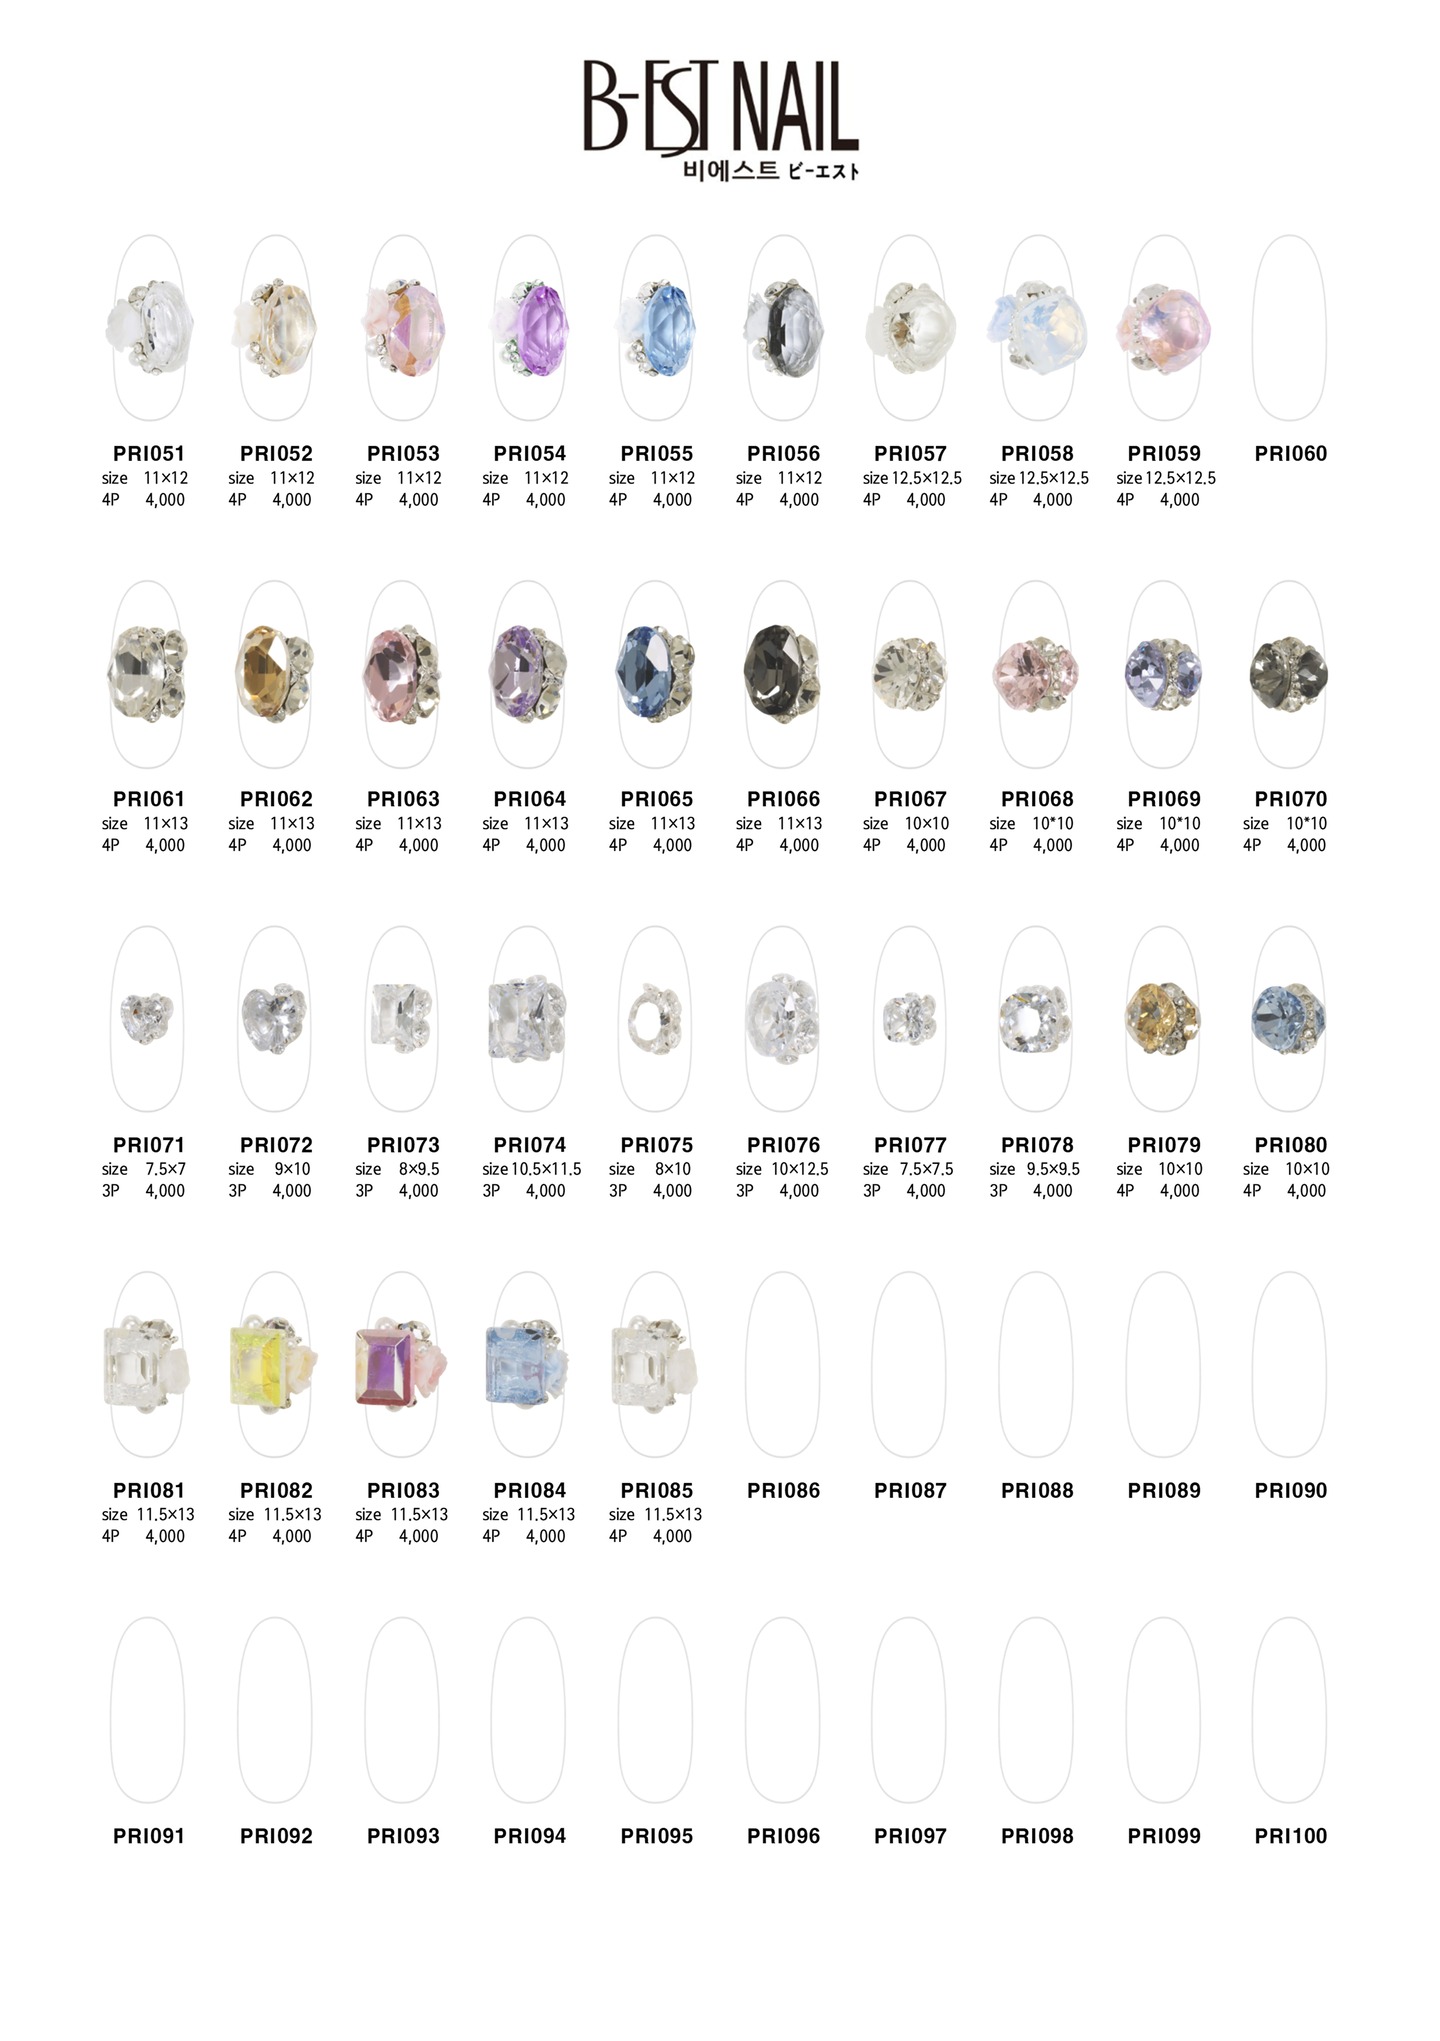 B-EST NAIL
비에스트 ビーエスト
PRI051 PRI052 PRI053 PRI054 PRI055 PRI056 PRI057 PRI058 PRI059 PRI060
size 11×12 size 11×12 size 11×12 size 11×12 size 11×12 size 11×12 size 12.5×12.5 size 12.5×12.5 size 12.5×12.5
4P 4,000 4P 4,000 4P 4,000 4P 4,000 4P 4,000 4P 4,000 4P 4,000 4P 4,000 4P 4,000
PRI061 PRI062 PRI063 PRI064 PRI065 PRI066 PRI067 PRI068 PRI069 PRI070
size 11×13 size 11×13 size 11×13 size 11×13 size 11×13 size 11×13 size 10×10 size 10*10 size 10*10 size 10*10
4P 4,000 4P 4,000 4P 4,000 4P 4,000 4P 4,000 4P 4,000 4P 4,000 4P 4,000 4P 4,000 4P 4,000
PRI071 PRI072 PRI073 PRI074 PRI075 PRI076 PRI077 PRI078 PRI079 PRI080
size 7.5×7 size 9×10 size 8×9.5 size 10.5×11.5 size 8×10 size 10×12.5 size 7.5×7.5 size 9.5×9.5 size 10×10 size 10×10
3P 4,000 3P 4,000 3P 4,000 3P 4,000 3P 4,000 3P 4,000 3P 4,000 3P 4,000 4P 4,000 4P 4,000
PRI081 PRI082 PRI083 PRI084 PRI085 PRI086 PRI087 PRI088 PRI089 PRI090
size 11.5×13 size 11.5×13 size 11.5×13 size 11.5×13 size 11.5×13
4P 4,000 4P 4,000 4P 4,000 4P 4,000 4P 4,000
PRI091 PRI092 PRI093 PRI094 PRI095 PRI096 PRI097 PRI098 PRI099 PRI100